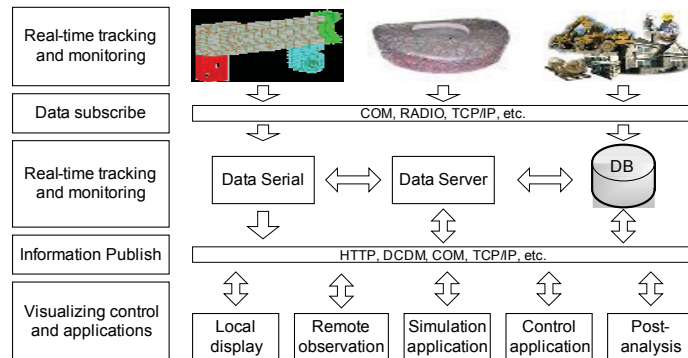 Real-time tracking
and monitoring
Data subscribe
COM, RADIO, TCP/IP, etc.
Real-time tracking
and monitoring
Data Serial
Data Server
DB
Information Publish
HTTP, DCDM, COM, TCP/IP, etc.
Visualizing control
and applications
Local
display
Remote
observation
Simulation
application
Control
application
Post-
analysis